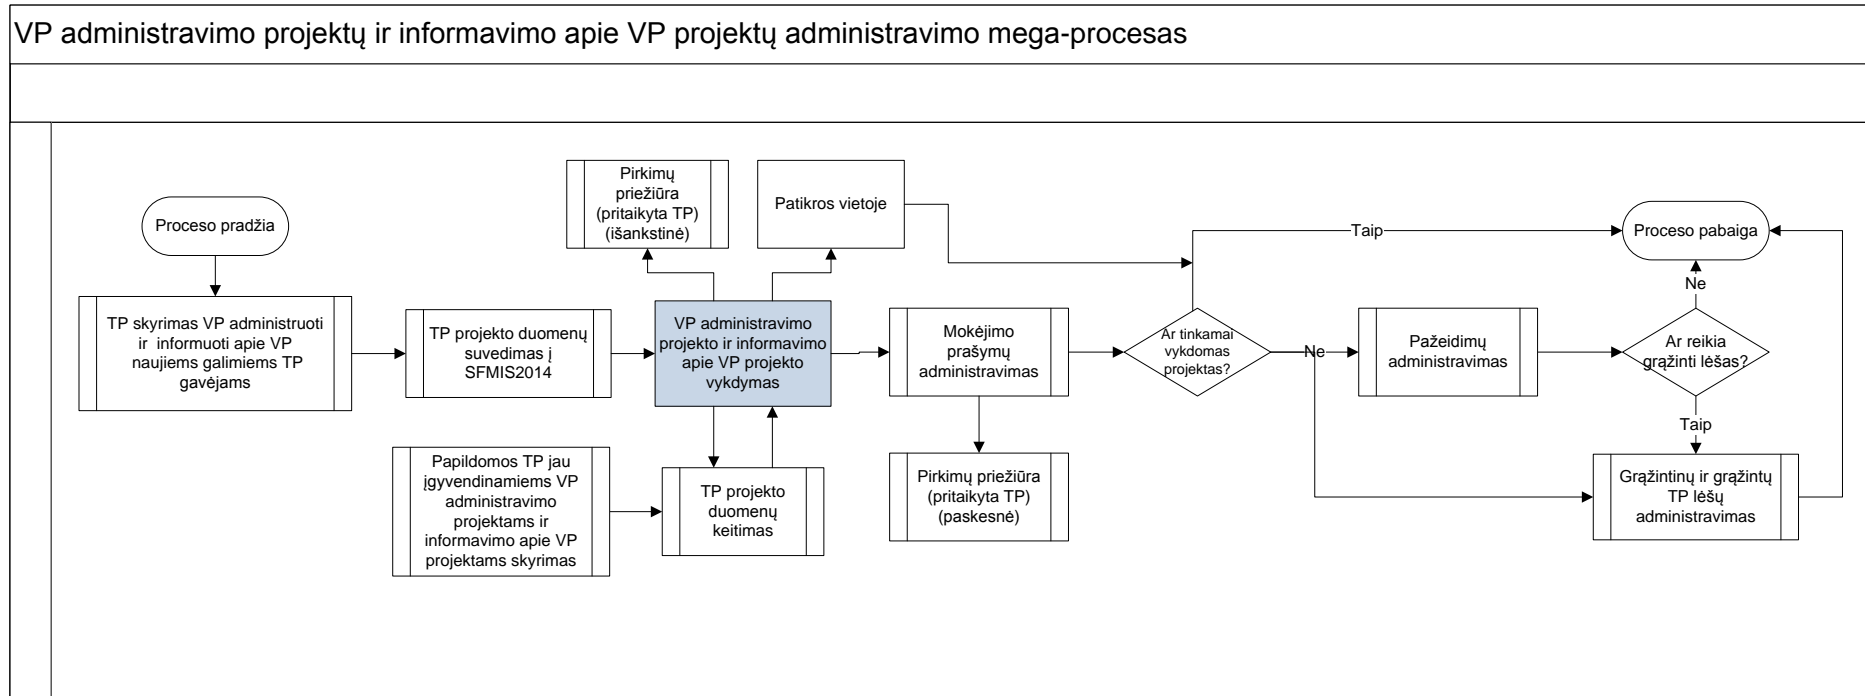 VP administravimo projektų ir informavimo apie VP projektų administravimo mega-procesas
Proceso pradžia
TP skyrimas VP administruoti
ir informuoti apie VP
naujiems galimiems TP
gavėjams
TP projekto duomenų
suvedimas į
SFMIS2014
Pirkimų
priežiūra
(pritaikyta TP)
(išankstinė)
Patikros vietoje
VP administravimo
projekto ir informavimo
apie VP projekto
vykdymas
Papildomos TP jau
įgyvendinamiems VP
administravimo
projektams ir
informavimo apie VP
projektams skyrimas
TP projekto
duomenų
keitimas
Mokėjimo
prašymų
administravimas
Pirkimų priežiūra
(pritaikyta TP)
(paskesnė)
Ar tinkamai
vykdomas
projektas?
Taip
Ne
Pažeidimų
administravimas
Proceso pabaiga
Ne
Ar reikia
grąžinti lėšas?
Taip
Grąžintinų ir grąžintų
TP lėšų
administravimas